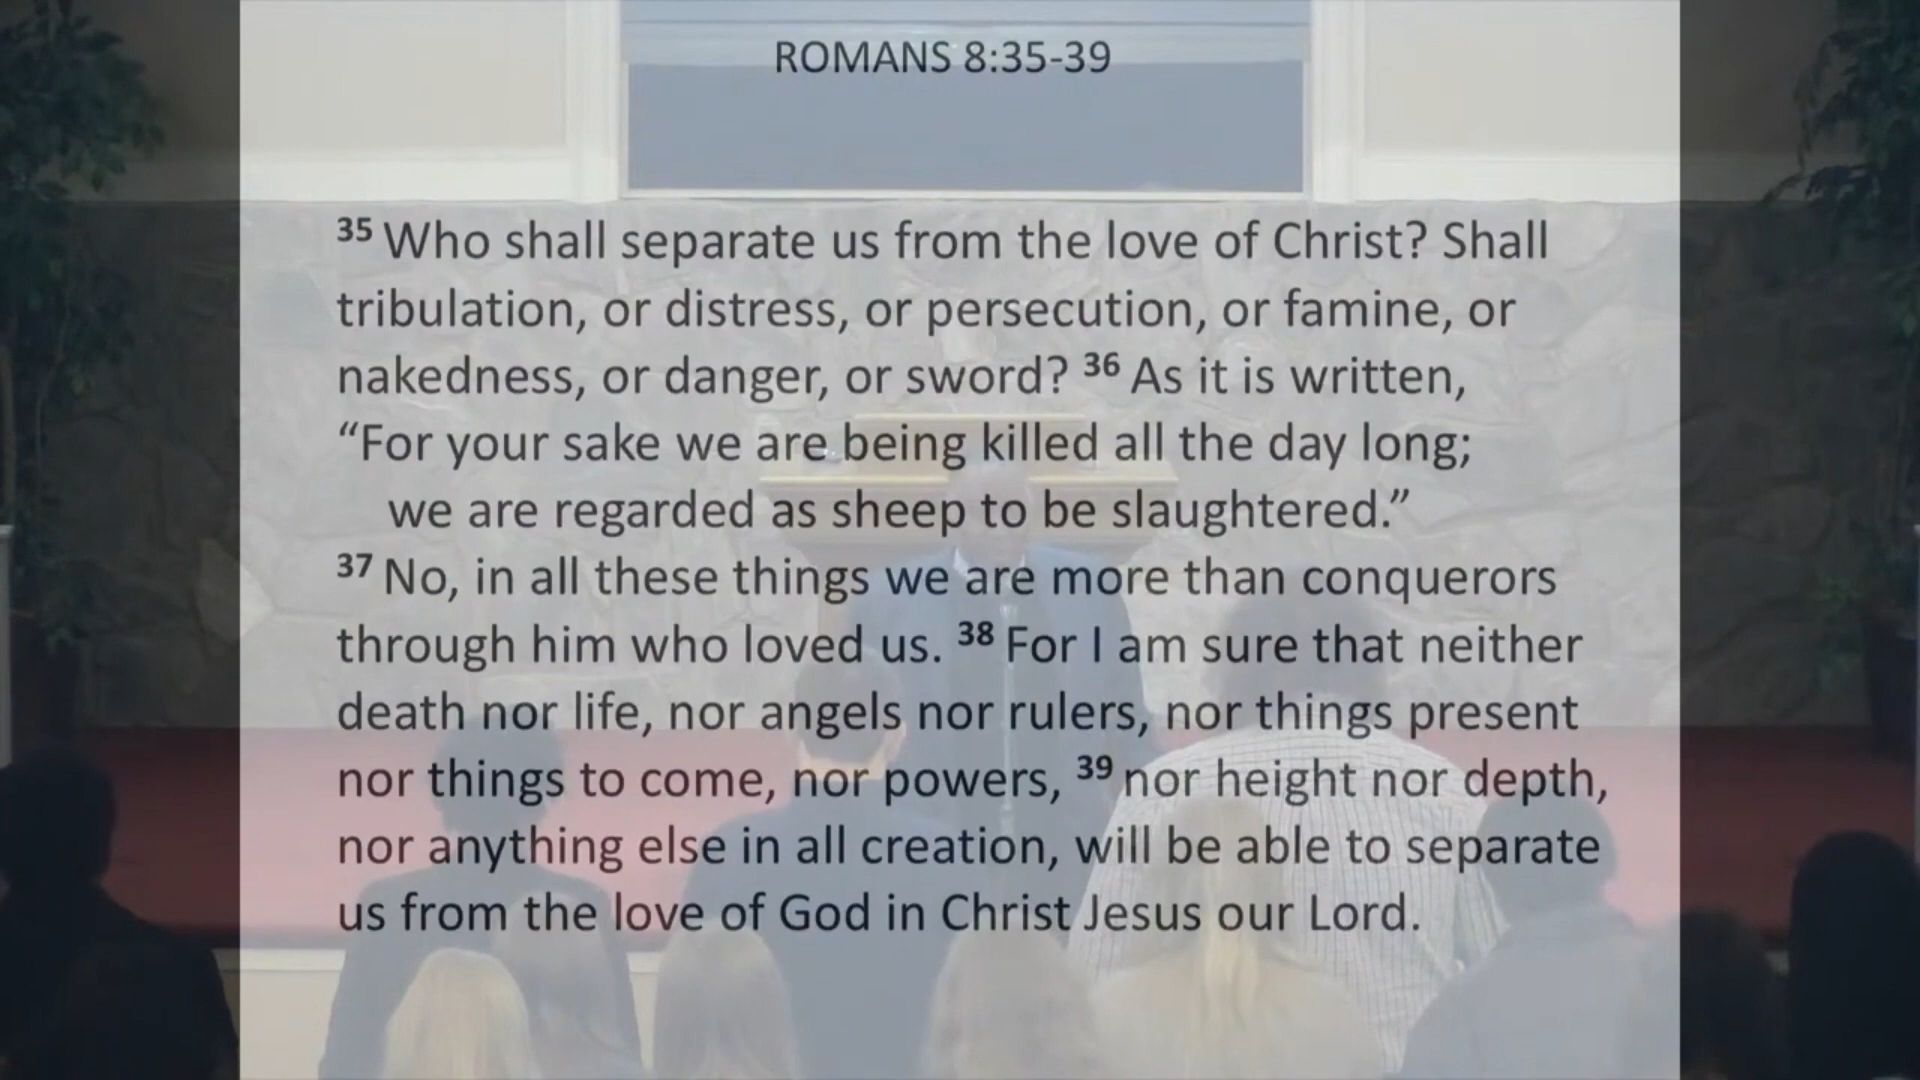 ROMANS 8:35-39
35 Who shall separate us from the love of Christ? Shall
tribulation, or distress, or persecution, or famine, or
nakedness, or danger, or sword? 36 As it is written,
“For your sake we are being killed all the day long;
we are regarded as sheep to be slaughtered.”
37 No, in all these things we are more than conquerors
through him who loved us. 38 For I am sure that neither
death nor life, nor angels nor rulers, nor things present
nor things to come, nor powers, 39 nor height nor depth,
nor anything else in all creation, will be able to separate
us from the love of God in Christ Jesus our Lord.